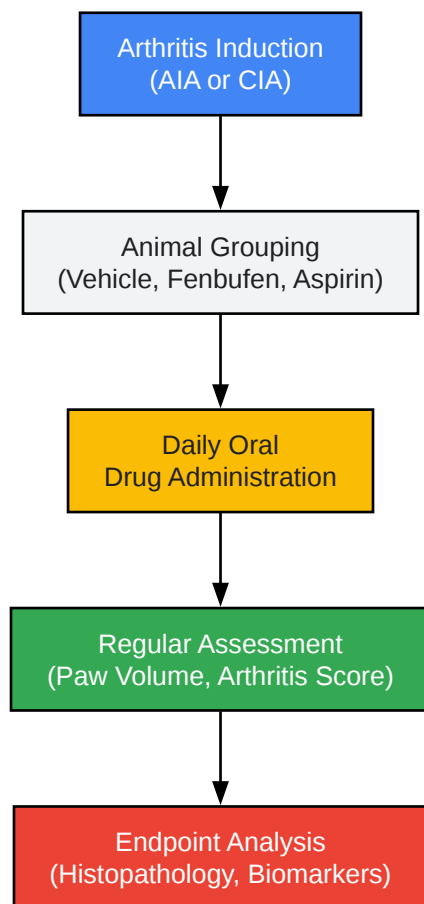 Arthritis Induction
(AIA or CIA)
Animal Grouping
(Vehicle, Fenbufen, Aspirin)
Daily Oral
Drug Administration
Regular Assessment
(Paw Volume, Arthritis Score)
Endpoint Analysis
(Histopathology, Biomarkers)